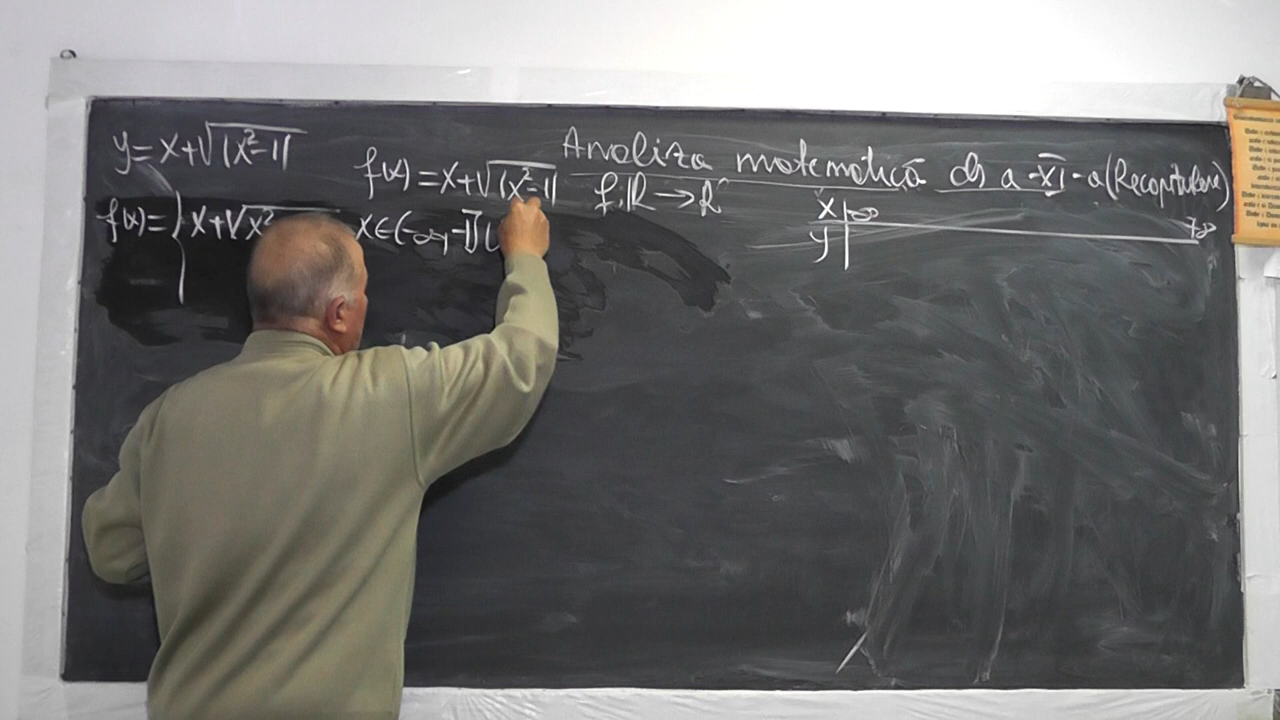 y=x+√|x²-1|
f(x)=x+√|x²-1|
Analiza matematică cls a-XI-a (Recapitulare)
f:R→R
x -∞ +∞
y
f(x)={ x+√x² x∈(-∞,-1]∪